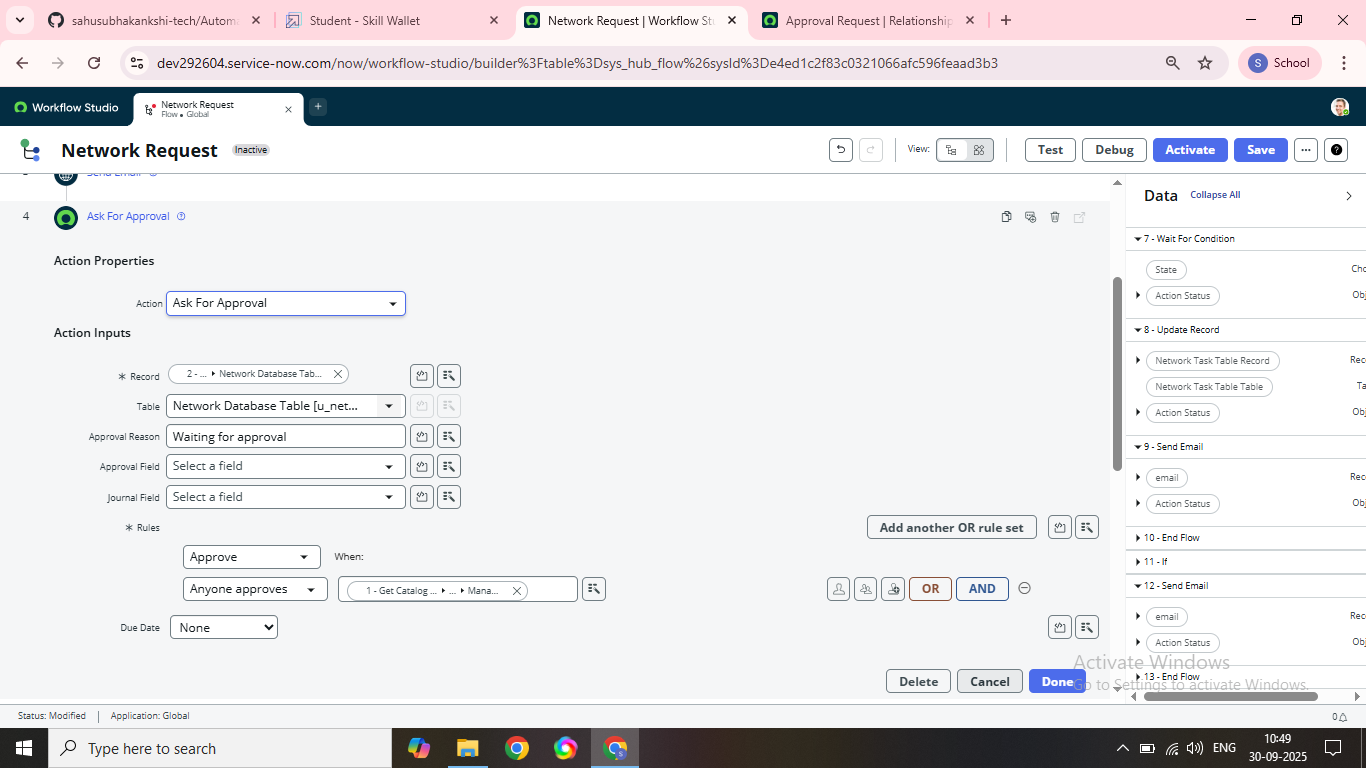 sahusubhakankshi-tech/Autom
Student - Skill Wallet
Network Request | Workflow St
Approval Request | Relationship
dev292604.service-now.com/now/workflow-studio/builder%3Ftable%3Dsys_hub_flow%26sysId%3De4ed1c2f83c0321066afc596feaad3b3
S School
Workflow Studio
Network Request
Flow • Global
Network Request Inactive
View:
Test
Debug
Activate
Save
Send Email
4 Ask For Approval
Action Properties
Action Ask For Approval
Action Inputs
* Record 2 - ... ▸ Network Database Tab...
Table Network Database Table [u_net...
Approval Reason Waiting for approval
Approval Field Select a field
Journal Field Select a field
* Rules Add another OR rule set
Approve When:
Anyone approves 1 - Get Catalog ... ▸ ... ▸ Mana... OR AND
Due Date None
Delete Cancel Done
Data Collapse All
7 - Wait For Condition
State Cho
Action Status Obj
8 - Update Record
Network Task Table Record Rec
Network Task Table Table Ta
Action Status Obj
9 - Send Email
email Rec
Action Status Obj
10 - End Flow
11 - If
12 - Send Email
email Rec
Action Status Obj
13 - End Flow
Activate Windows
Go to Settings to activate Windows.
Status: Modified | Application: Global
0
Type here to search
ENG
10:49
30-09-2025